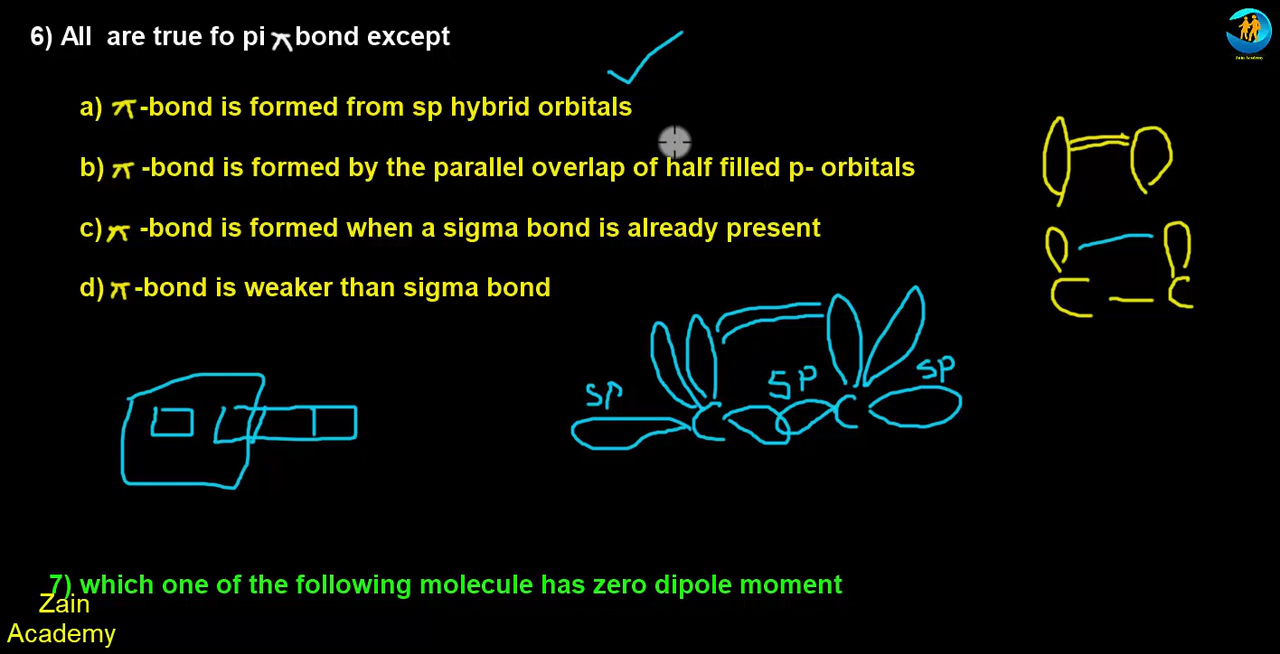 6) All are true fo pi π bond except
a) π -bond is formed from sp hybrid orbitals
b) π -bond is formed by the parallel overlap of half filled p- orbitals
c) π -bond is formed when a sigma bond is already present
d) π -bond is weaker than sigma bond
C — C
SP SP SP
C C
7) which one of the following molecule has zero dipole moment
Zain
Academy
Zain Academy